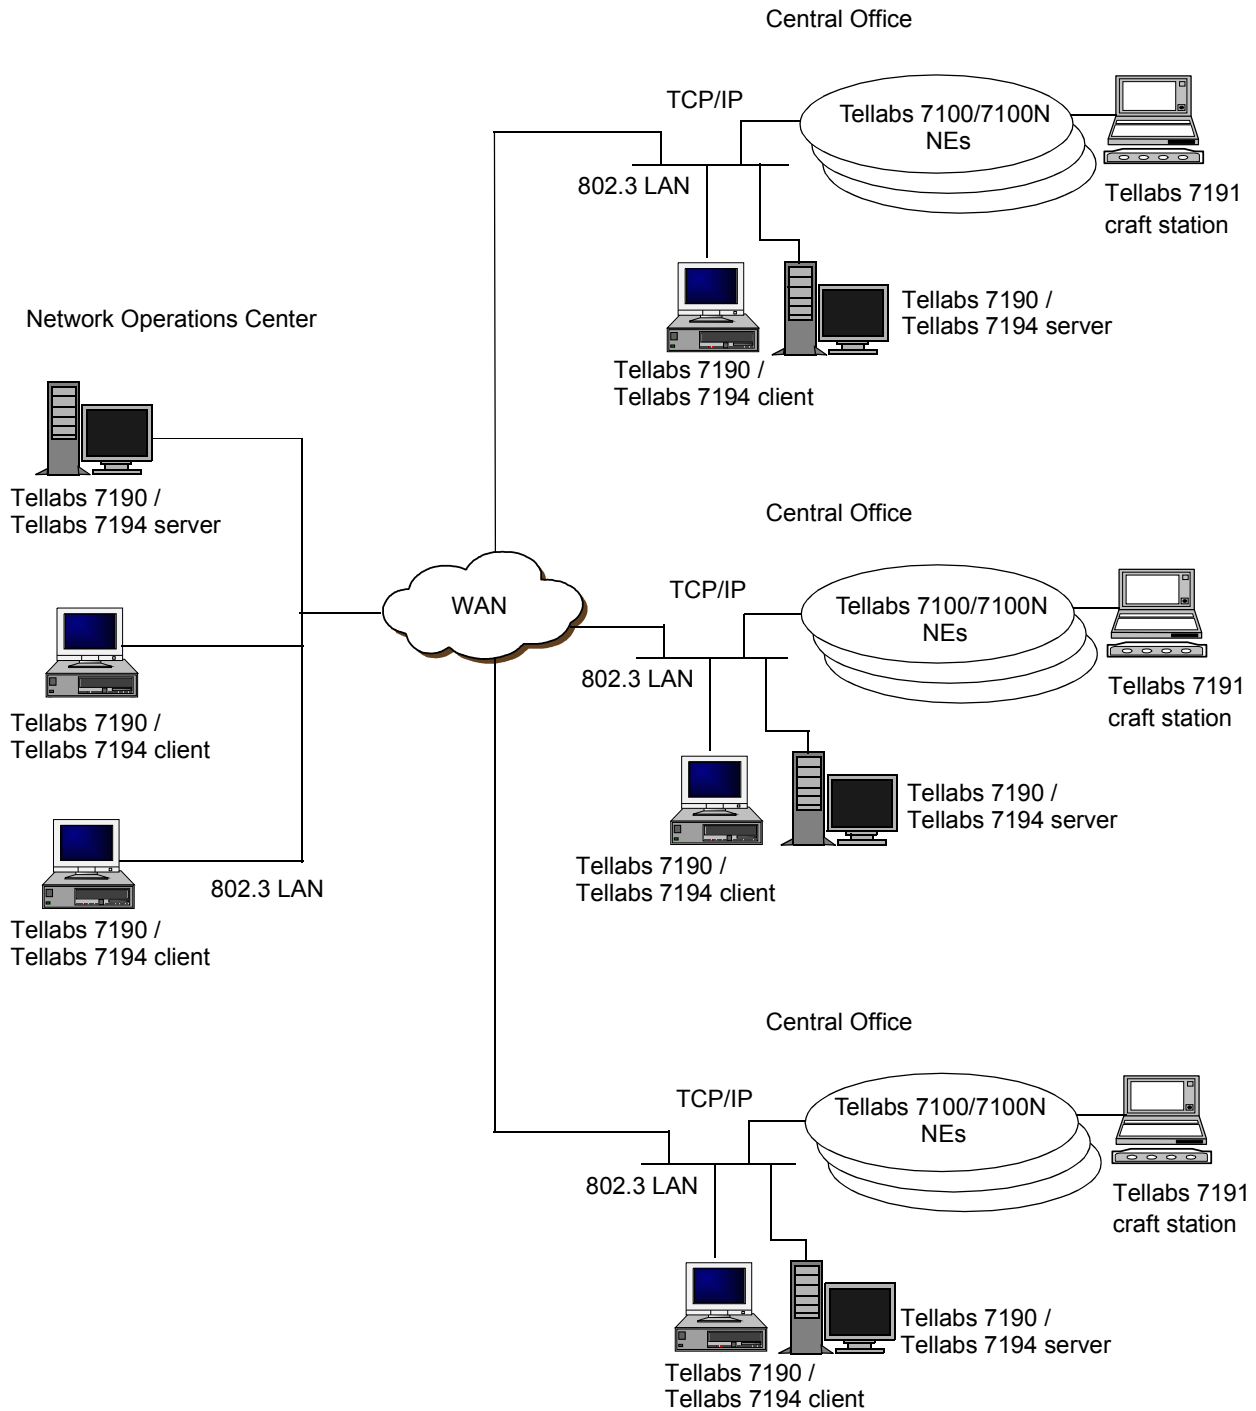 Central Office
TCP/IP
Tellabs 7100/7100N
NEs
802.3 LAN
Tellabs 7191
craft station
Tellabs 7190 /
Tellabs 7194 server
Tellabs 7190 /
Tellabs 7194 client
Network Operations Center
Tellabs 7190 /
Tellabs 7194 server
Tellabs 7190 /
Tellabs 7194 client
802.3 LAN
Tellabs 7190 /
Tellabs 7194 client
WAN
Central Office
TCP/IP
Tellabs 7100/7100N
NEs
802.3 LAN
Tellabs 7191
craft station
Tellabs 7190 /
Tellabs 7194 server
Tellabs 7190 /
Tellabs 7194 client
Central Office
TCP/IP
Tellabs 7100/7100N
NEs
802.3 LAN
Tellabs 7191
craft station
Tellabs 7190 /
Tellabs 7194 server
Tellabs 7190 /
Tellabs 7194 client